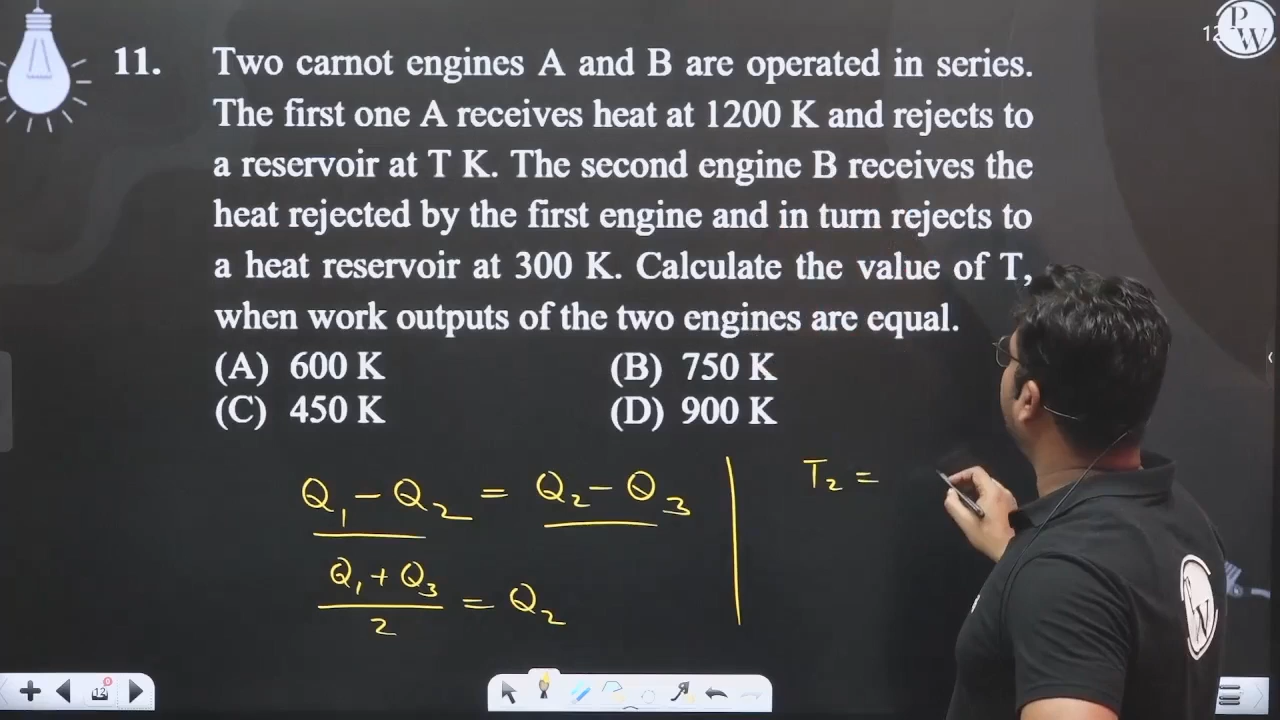 11. Two carnot engines A and B are operated in series.
The first one A receives heat at 1200 K and rejects to
a reservoir at T K. The second engine B receives the
heat rejected by the first engine and in turn rejects to
a heat reservoir at 300 K. Calculate the value of T,
when work outputs of the two engines are equal.
(A) 600 K (B) 750 K
(C) 450 K (D) 900 K
Q₁ - Q₂ = Q₂ - Q₃
(Q₁ + Q₃)/2 = Q₂
T₂ =
PW
12